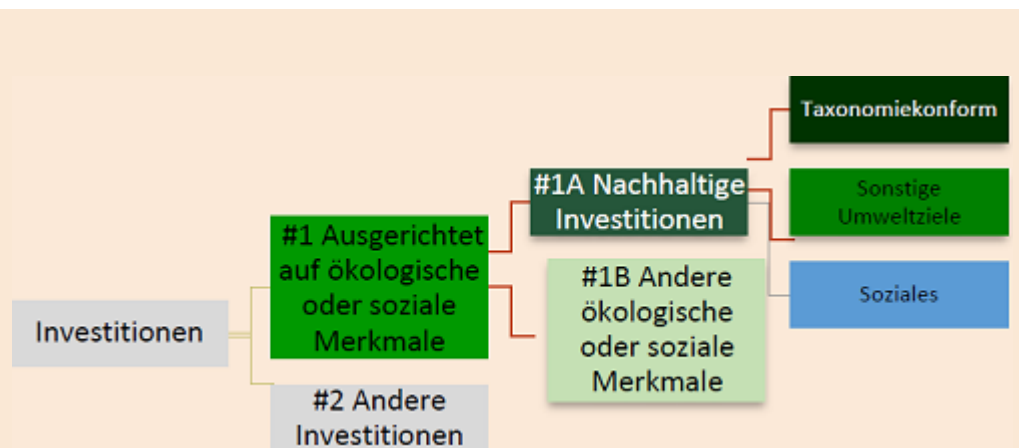 Investitionen
#1 Ausgerichtet
auf ökologische
oder soziale
Merkmale
#2 Andere
Investitionen
#1A Nachhaltige
Investitionen
#1B Andere
ökologische
oder soziale
Merkmale
Taxonomiekonform
Sonstige
Umweltziele
Soziales